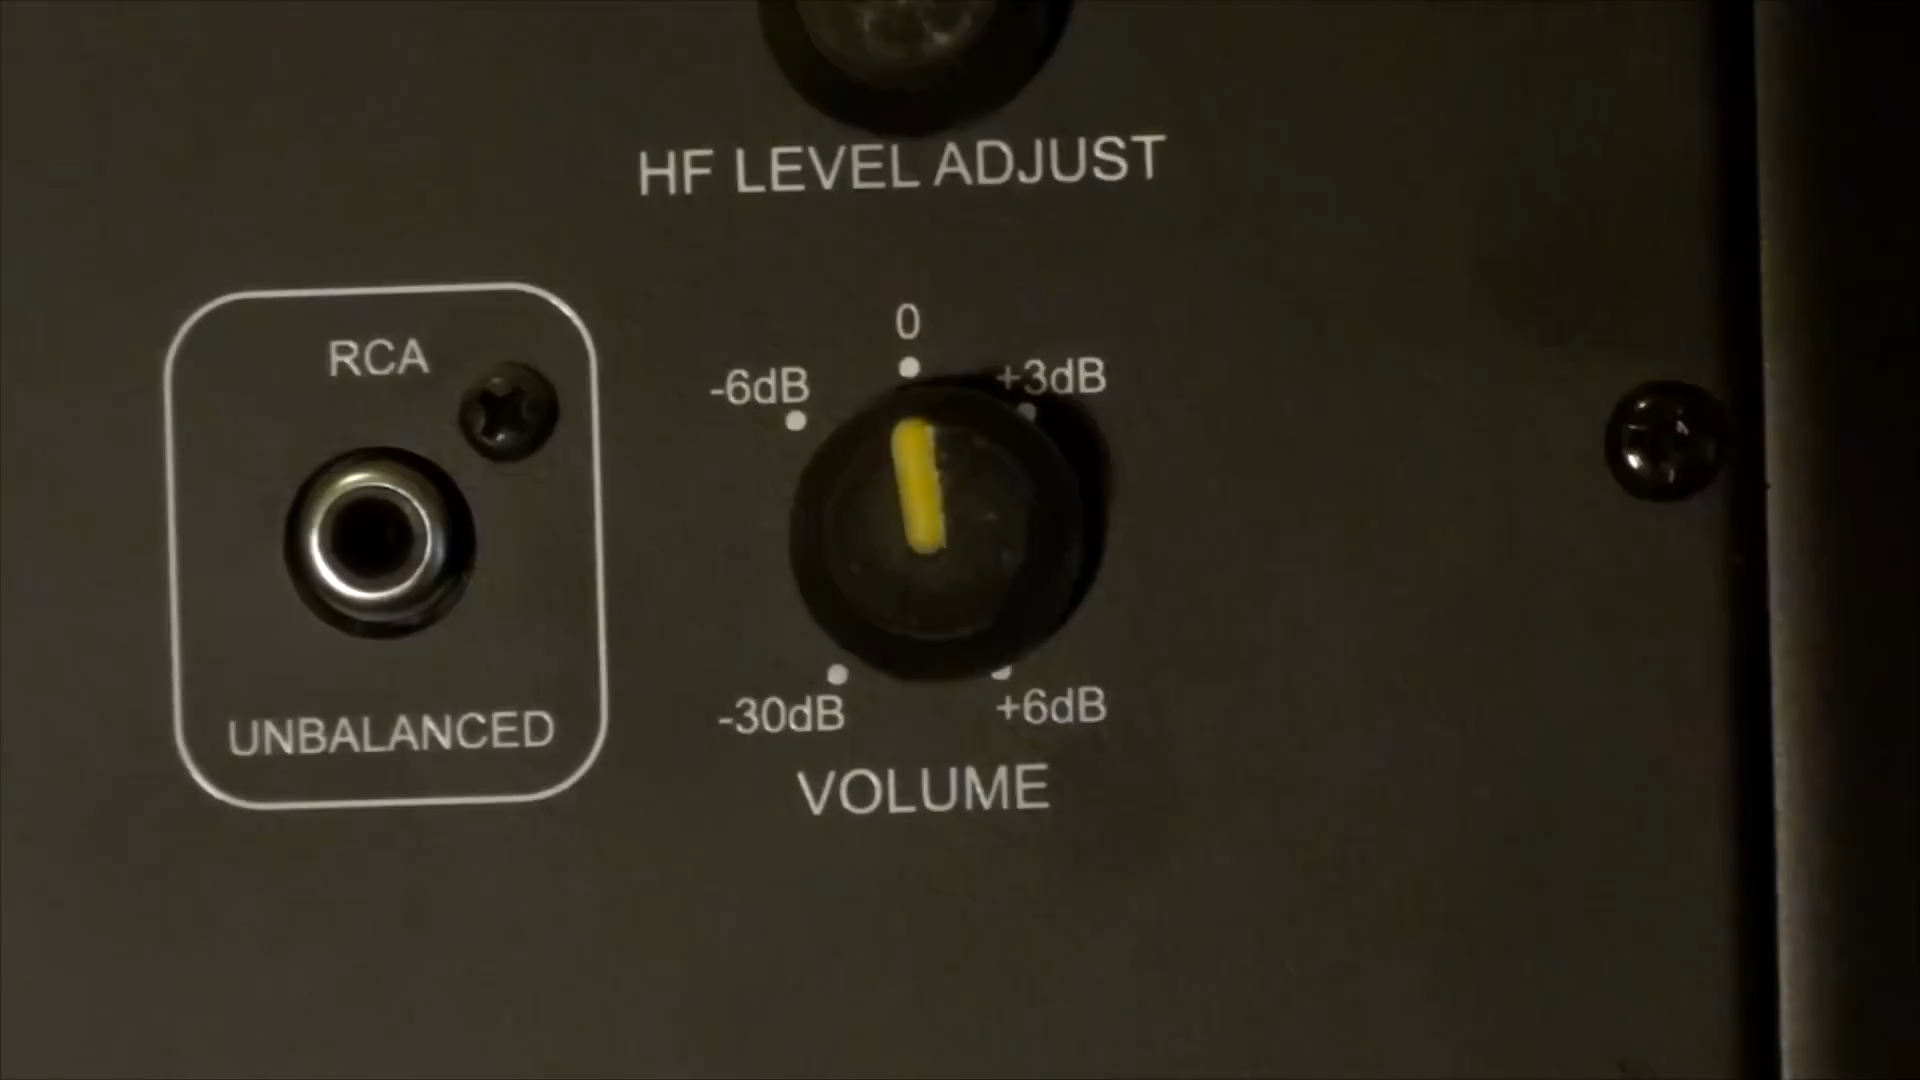 HF LEVEL ADJUST
RCA
UNBALANCED
0
-6dB
+3dB
-30dB
+6dB
VOLUME